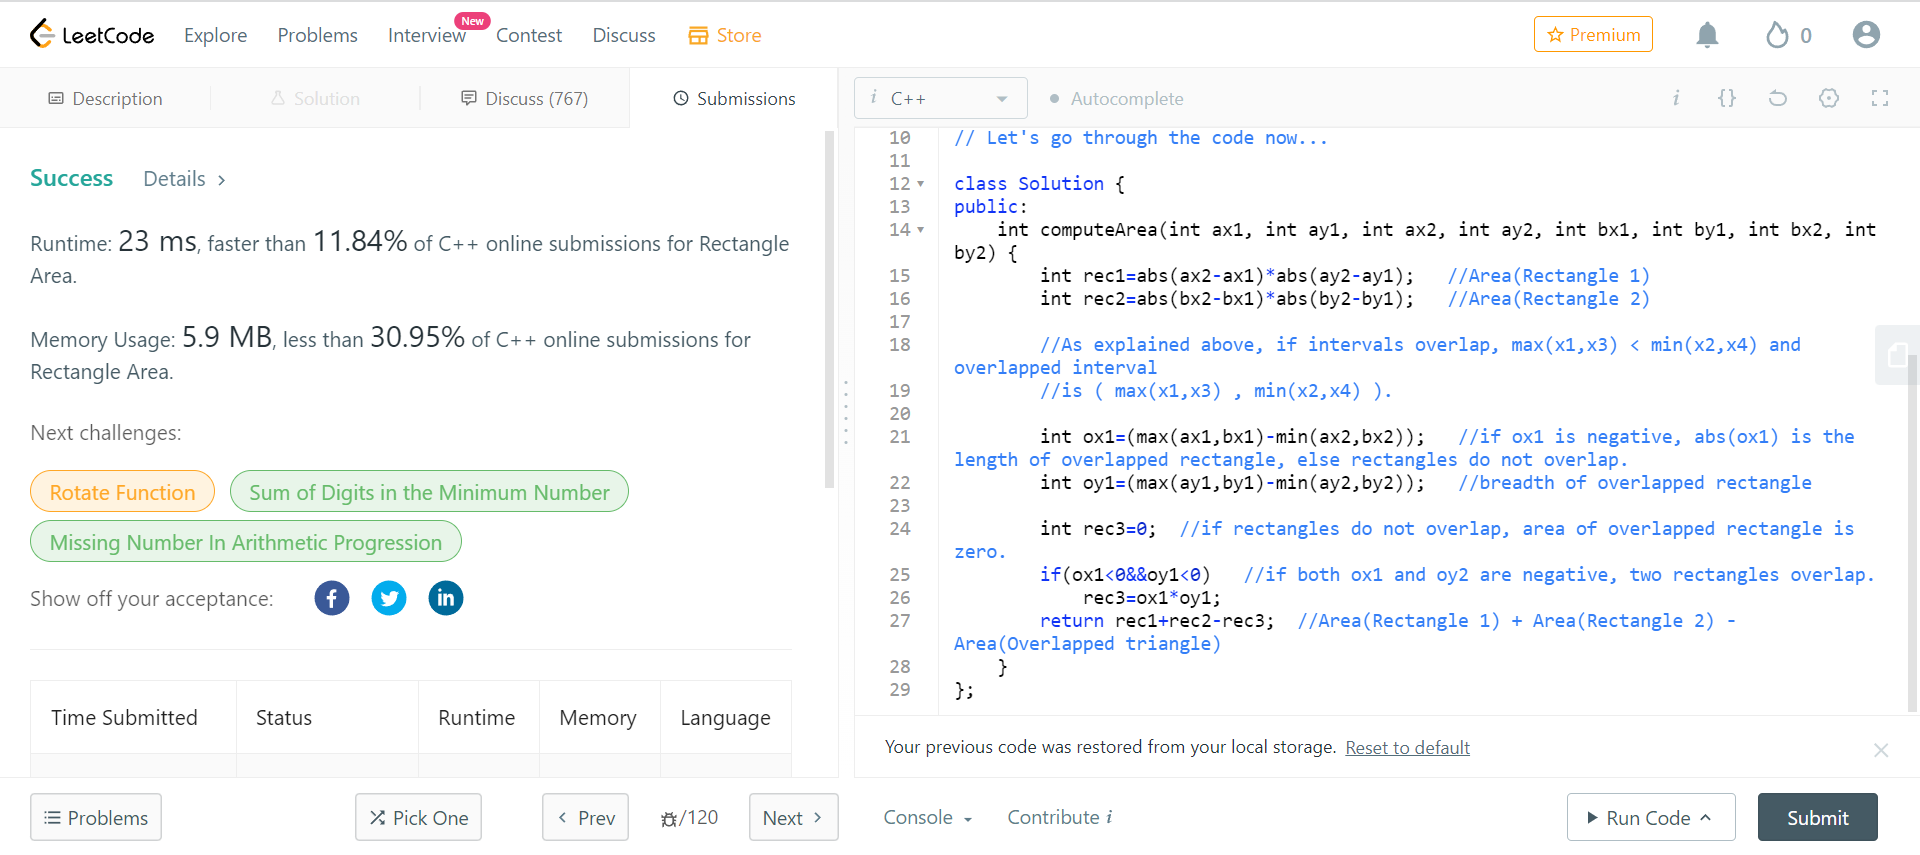 LeetCode Explore Problems Interview New Contest Discuss Store Premium 0
Description Solution Discuss (767) Submissions
i C++ Autocomplete i {}
Success Details >
Runtime: 23 ms, faster than 11.84% of C++ online submissions for Rectangle
Area.
Memory Usage: 5.9 MB, less than 30.95% of C++ online submissions for
Rectangle Area.
Next challenges:
Rotate Function Sum of Digits in the Minimum Number
Missing Number In Arithmetic Progression
Show off your acceptance: f in
Time Submitted Status Runtime Memory Language
10 // Let's go through the code now...
11
12 class Solution {
13 public:
14 int computeArea(int ax1, int ay1, int ax2, int ay2, int bx1, int by1, int bx2, int
by2) {
15 int rec1=abs(ax2-ax1)*abs(ay2-ay1); //Area(Rectangle 1)
16 int rec2=abs(bx2-bx1)*abs(by2-by1); //Area(Rectangle 2)
17
18 //As explained above, if intervals overlap, max(x1,x3) < min(x2,x4) and
overlapped interval
19 //is ( max(x1,x3) , min(x2,x4) ).
20
21 int ox1=(max(ax1,bx1)-min(ax2,bx2)); //if ox1 is negative, abs(ox1) is the
length of overlapped rectangle, else rectangles do not overlap.
22 int oy1=(max(ay1,by1)-min(ay2,by2)); //breadth of overlapped rectangle
23
24 int rec3=0; //if rectangles do not overlap, area of overlapped rectangle is
zero.
25 if(ox1<0&&oy1<0) //if both ox1 and oy2 are negative, two rectangles overlap.
26 rec3=ox1*oy1;
27 return rec1+rec2-rec3; //Area(Rectangle 1) + Area(Rectangle 2) -
Area(Overlapped triangle)
28 }
29 };
Your previous code was restored from your local storage. Reset to default
Problems Pick One < Prev /120 Next > Console Contribute i Run Code Submit